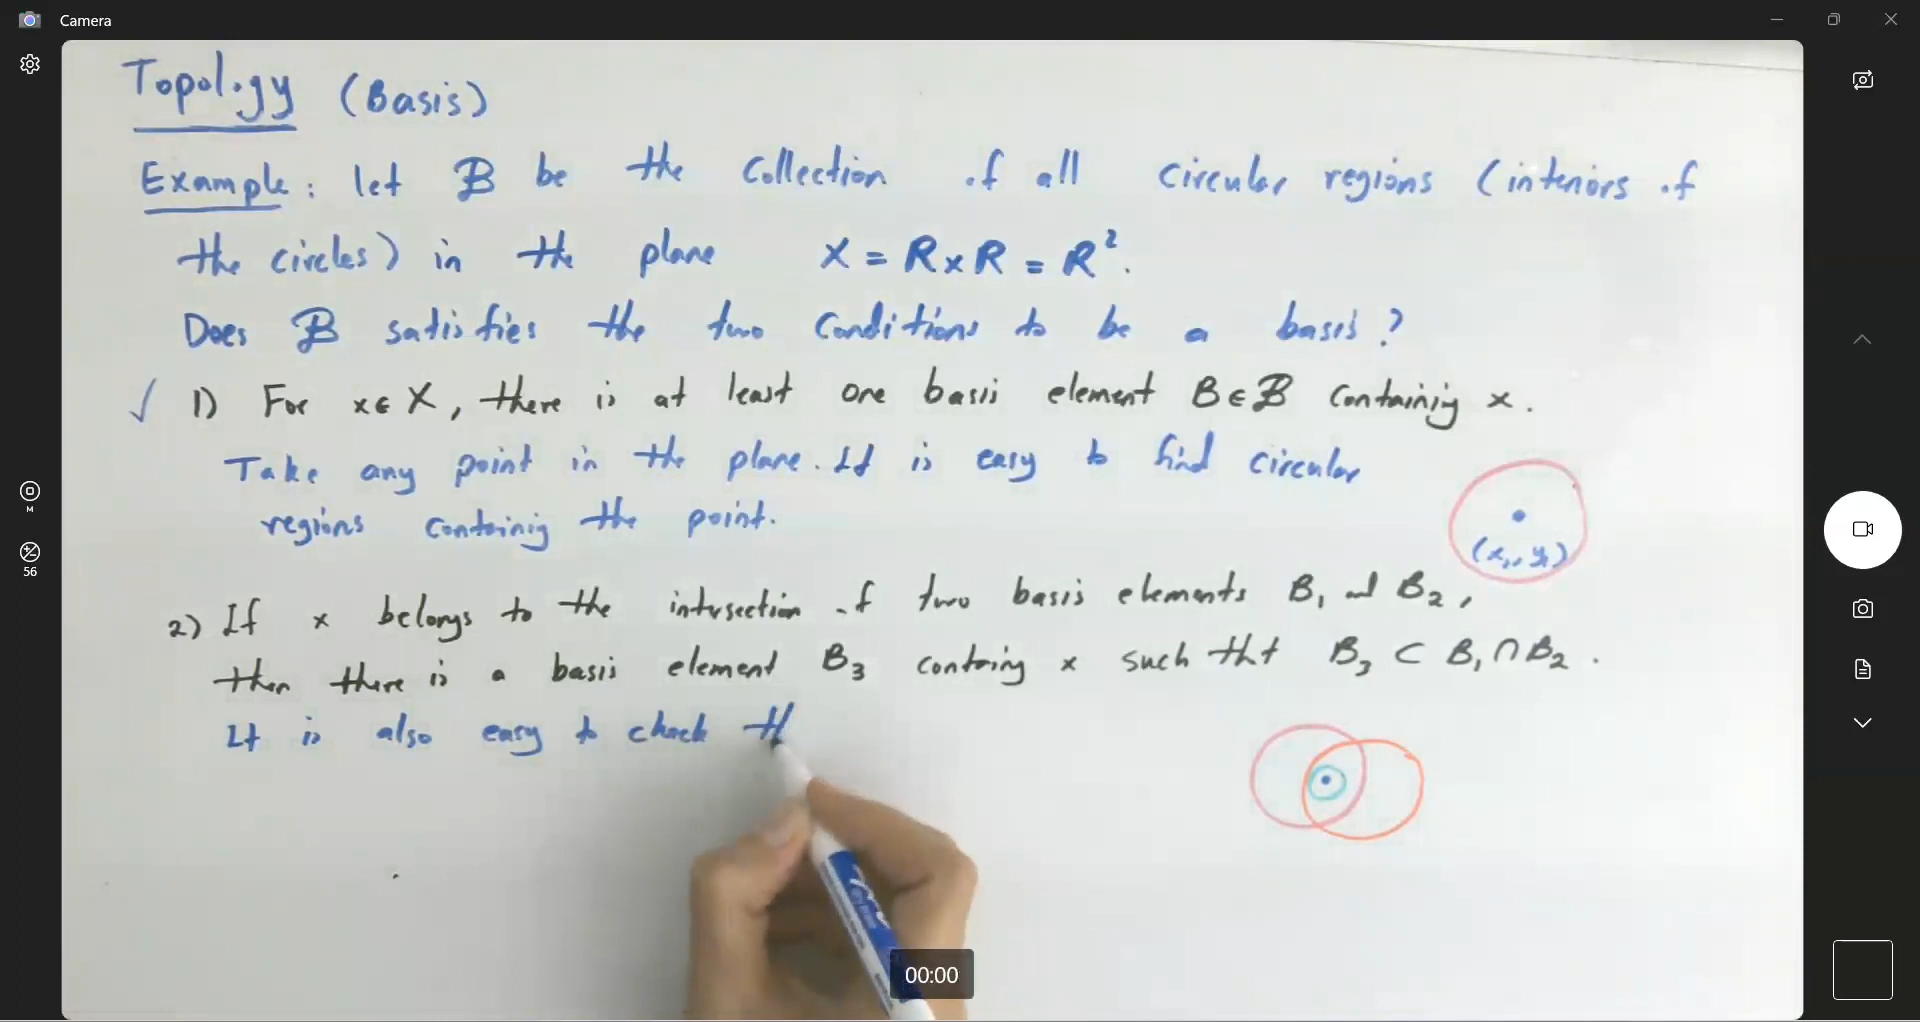 Camera
Topology (Basis)
Example: let B be the collection of all circular regions (interiors of
the circles) in the plane X = R x R = R².
Does B satisfies the two conditions to be a basis?
✓ 1) For x ∈ X, there is at least one basis element B ∈ B containing x.
Take any point in the plane. It is easy to find circular
regions containing the point.
(x₁, y₁)
2) If x belongs to the intersection of two basis elements B₁ and B₂,
then there is a basis element B₃ containg x such tht B₃ ⊂ B₁ ∩ B₂.
It is also easy to check th
M
56
00:00